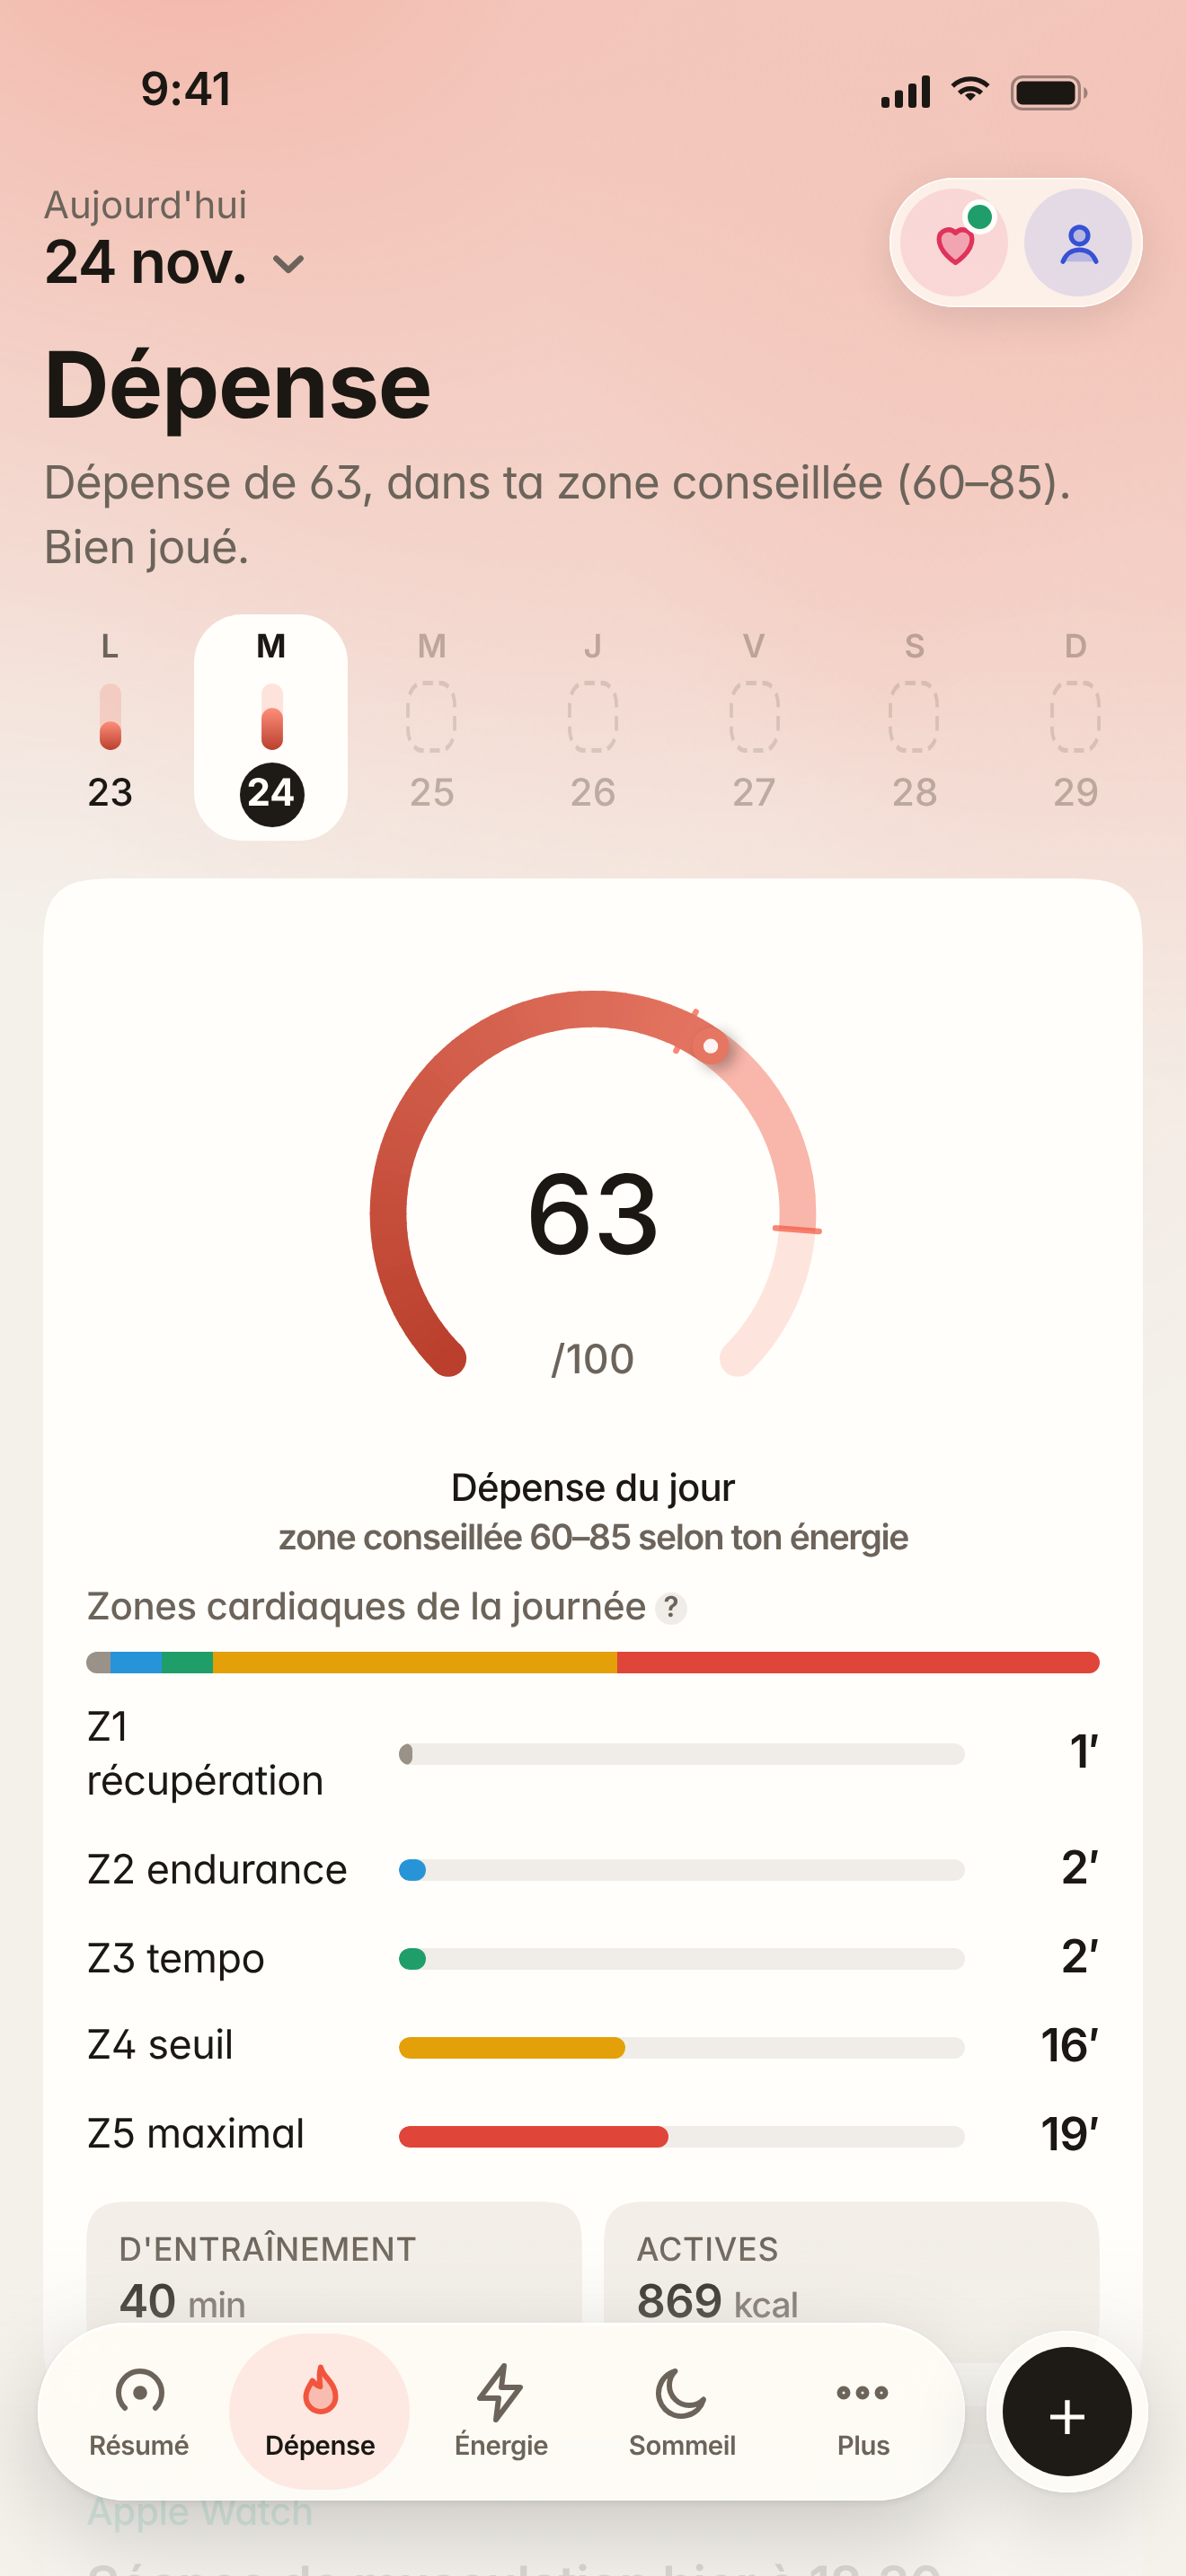 9:41
Aujourd'hui
24 nov.
Dépense
Dépense de 63, dans ta zone conseillée (60–85).
Bien joué.
L M M J V S D
23 24 25 26 27 28 29
63
/100
Dépense du jour
zone conseillée 60–85 selon ton énergie
Zones cardiaques de la journée ?
Z1 récupération 1′
Z2 endurance 2′
Z3 tempo 2′
Z4 seuil 16′
Z5 maximal 19′
D'ENTRAÎNEMENT ACTIVES
40 min 869 kcal
Résumé Dépense Énergie Sommeil Plus
+
Apple Watch